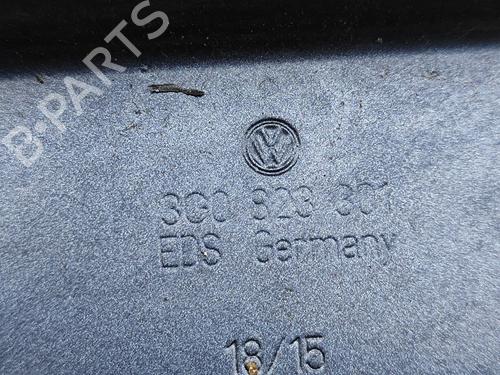 B-PARTS
3G0 823 301
EDS Germany
18/15